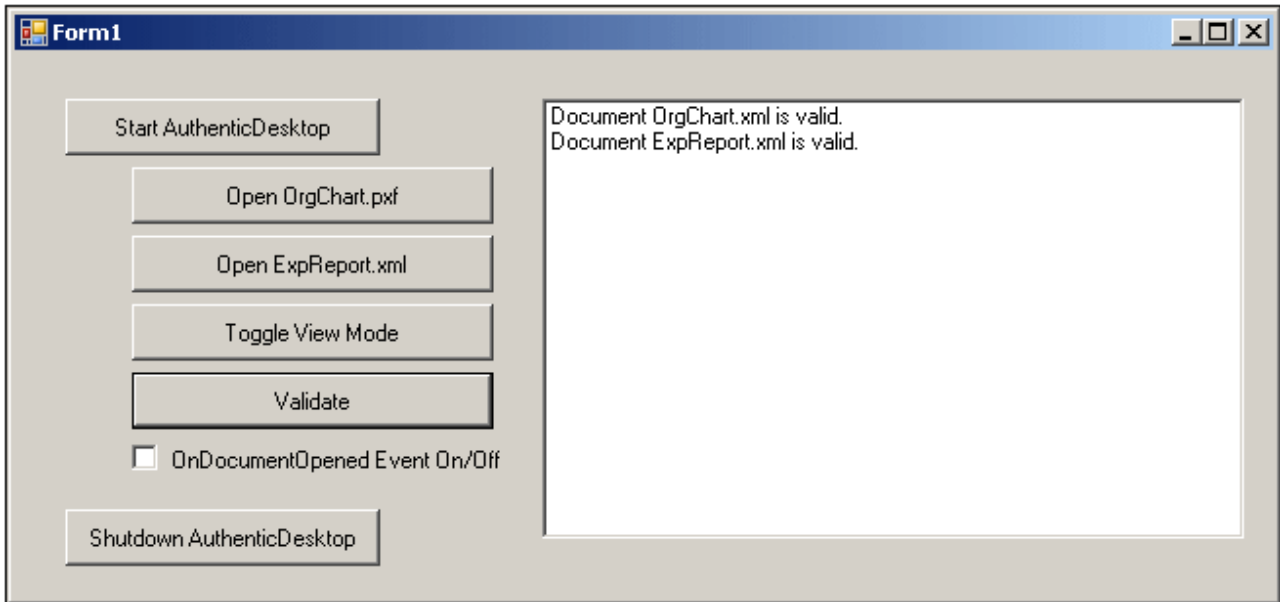 Form1
Start AuthenticDesktop
Open OrgChart.pxf
Open ExpReport.xml
Toggle View Mode
Validate
OnDocumentOpened Event On/Off
Shutdown AuthenticDesktop
Document OrgChart.xml is valid.
Document ExpReport.xml is valid.